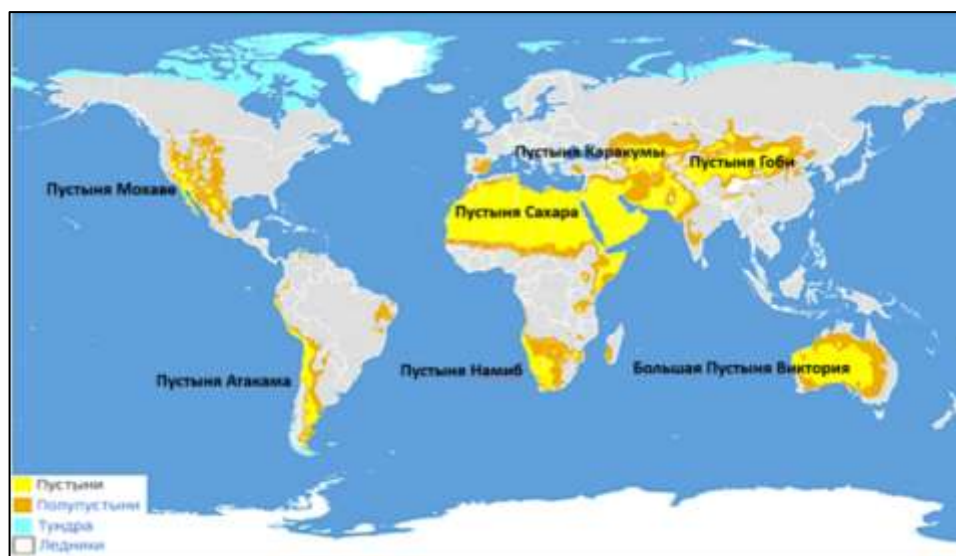 Пустыня Каракумы
Пустыня Гоби
Пустыня Мохаве
Пустыня Сахара
Пустыня Атакама
Пустыня Намиб
Большая Пустыня Виктория
Пустыни
Полупустыни
Тундра
Ледники